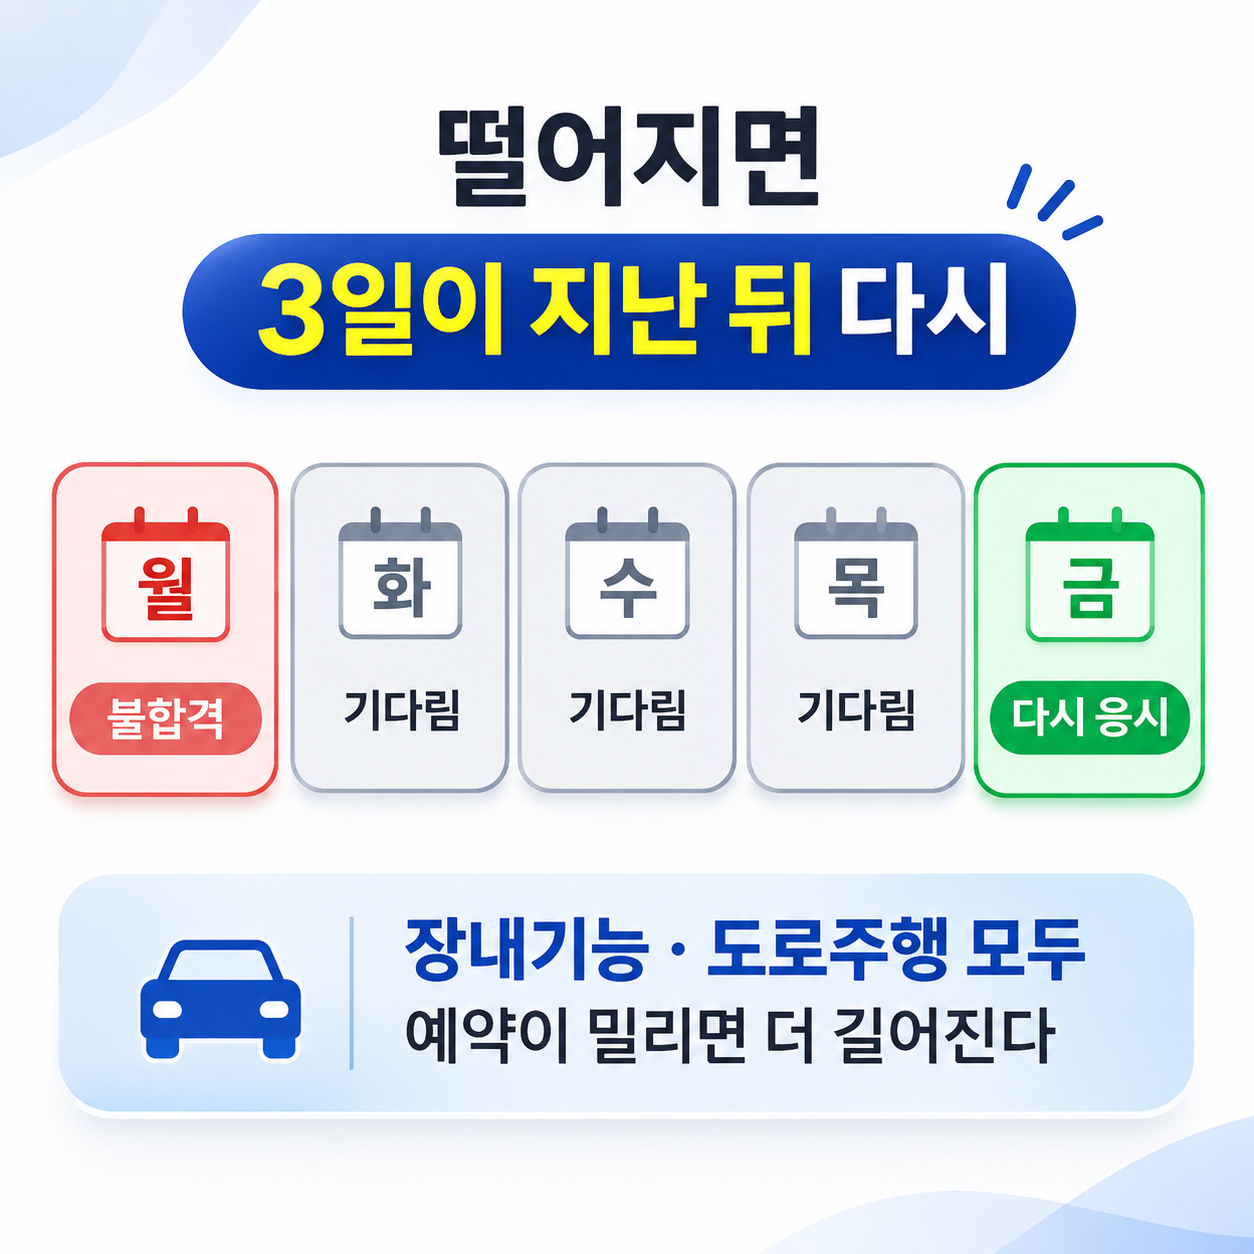 떨어지면
3일이 지난 뒤 다시
월
불합격
화
기다림
수
기다림
목
기다림
금
다시 응시
장내기능 · 도로주행 모두
예약이 밀리면 더 길어진다